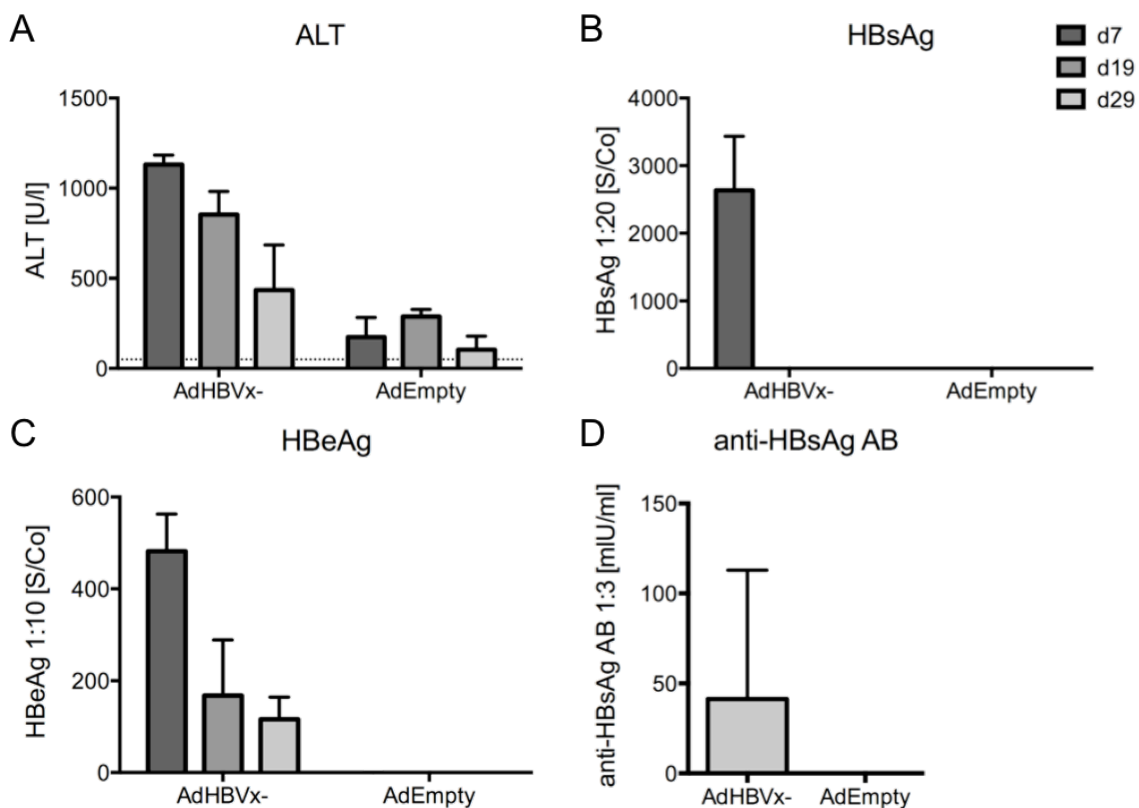 A
ALT
ALT [U/l]
1500
1000
500
0
AdHBVx-
AdEmpty
B
HBsAg
d7
d19
d29
HBsAg 1:20 [S/Co]
4000
3000
2000
1000
0
AdHBVx-
AdEmpty
C
HBeAg
HBeAg 1:10 [S/Co]
600
400
200
0
AdHBVx-
AdEmpty
D
anti-HBsAg AB
anti-HBsAg AB 1:3 [mIU/ml]
150
100
50
0
AdHBVx-
AdEmpty